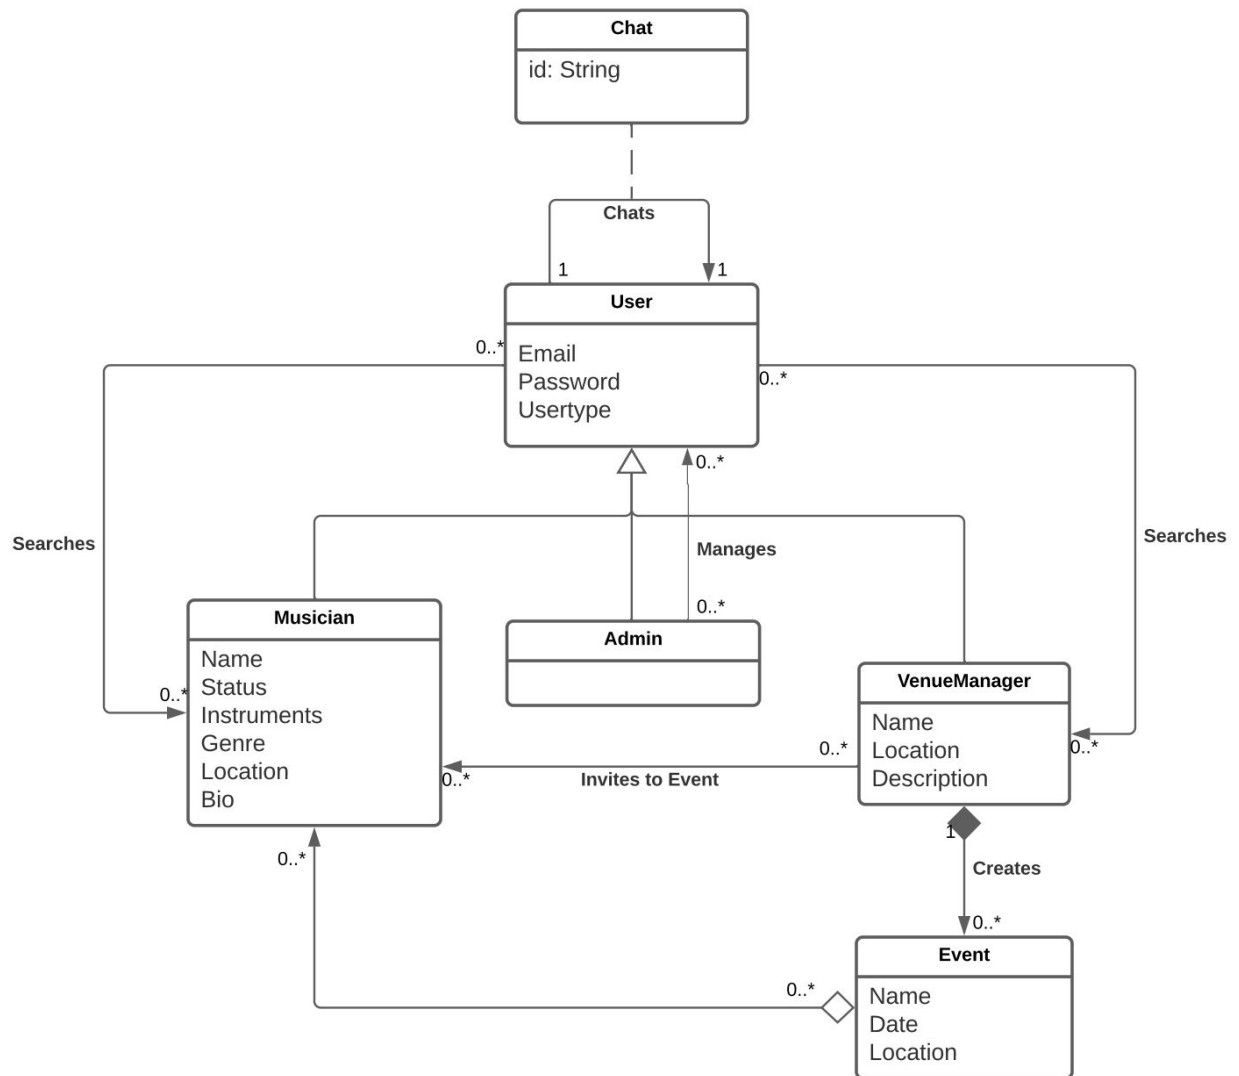 Chat
id: String
Chats
1
1
User
0..*
Email
Password
Usertype
0..*
0..*
Searches
Manages
Searches
0..*
Musician
Admin
Name
Status
Instruments
Genre
Location
Bio
0..*
VenueManager
Name
Location
Description
0..*
0..*
0..*
Invites to Event
1
Creates
0..*
0..*
Event
Name
Date
Location
0..*